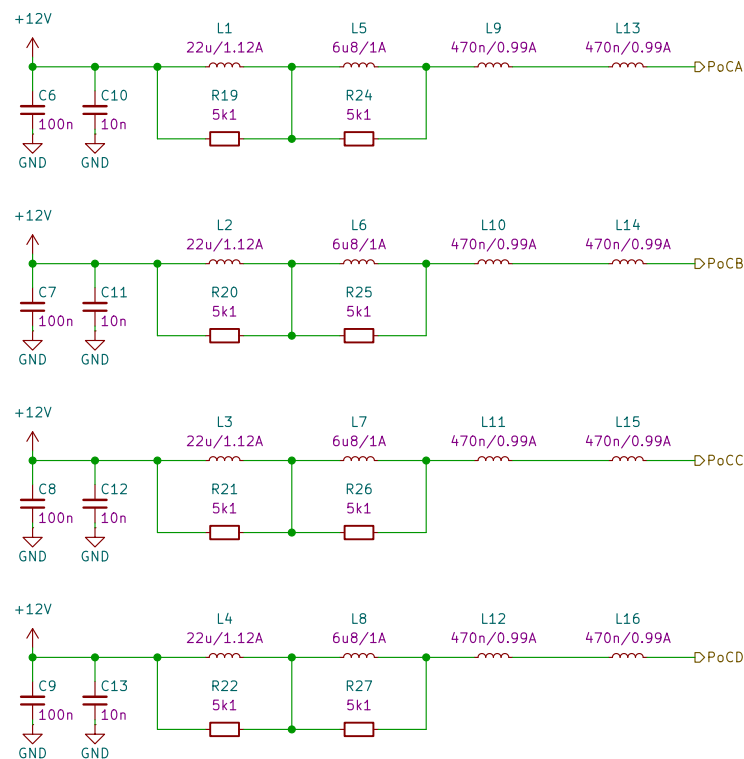 +12V
L1 L5 L9 L13
22u/1.12A 6u8/1A 470n/0.99A 470n/0.99A
PoCA
C6 C10 R19 R24
5k1 5k1
100n 10n
GND GND
+12V
L2 L6 L10 L14
22u/1.12A 6u8/1A 470n/0.99A 470n/0.99A
PoCB
C7 C11 R20 R25
5k1 5k1
100n 10n
GND GND
+12V
L3 L7 L11 L15
22u/1.12A 6u8/1A 470n/0.99A 470n/0.99A
PoCC
C8 C12 R21 R26
5k1 5k1
100n 10n
GND GND
+12V
L4 L8 L12 L16
22u/1.12A 6u8/1A 470n/0.99A 470n/0.99A
PoCD
C9 C13 R22 R27
5k1 5k1
100n 10n
GND GND